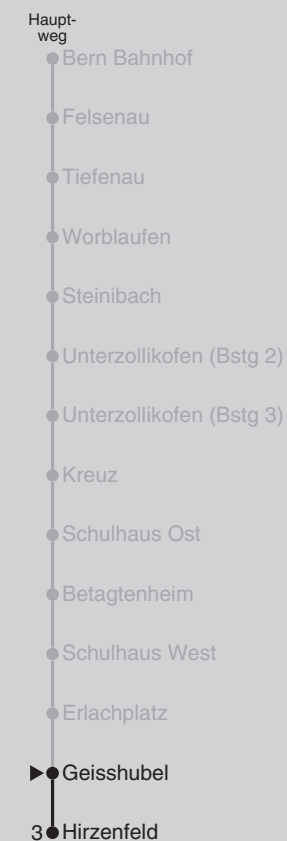 Haupt-
weg
Bern Bahnhof
Felsenau
Tiefenau
Worblaufen
Steinibach
Unterzollikofen (Bstg 2)
Unterzollikofen (Bstg 3)
Kreuz
Schulhaus Ost
Betagtenheim
Schulhaus West
Erlachplatz
Geisshubel
3 Hirzenfeld